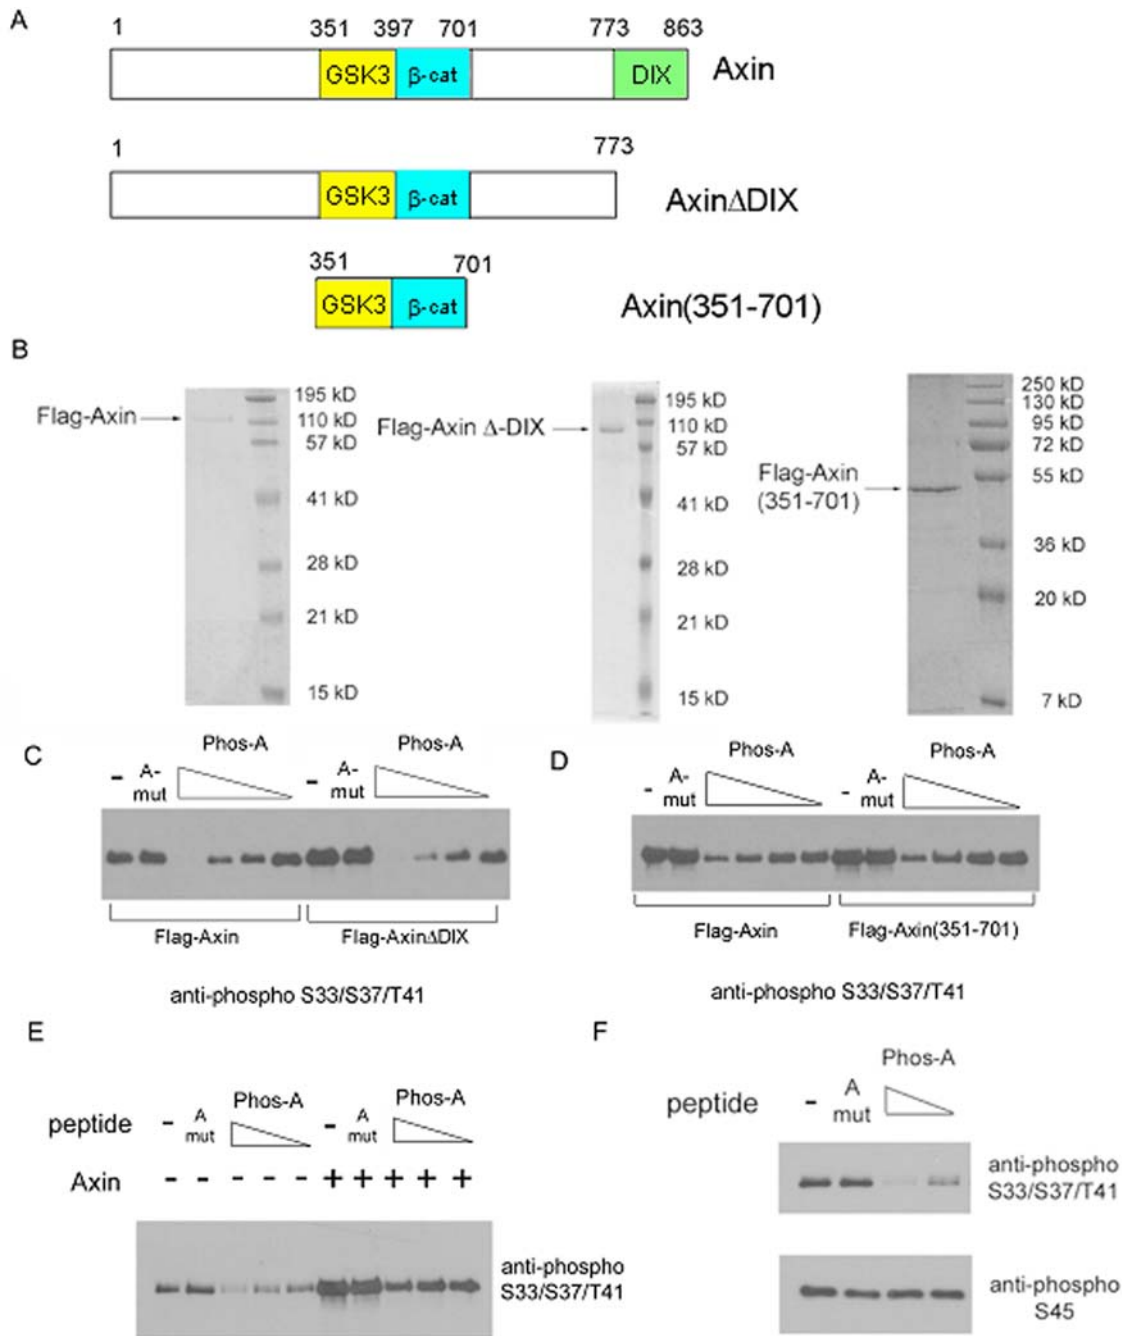 A
1 351 397 701 773 863
GSK3 β-cat DIX Axin
1 773
GSK3 β-cat AxinΔDIX
351 701
GSK3 β-cat Axin(351-701)
B
Flag-Axin
195 kD
110 kD
57 kD
41 kD
28 kD
21 kD
15 kD
Flag-Axin Δ-DIX
195 kD
110 kD
57 kD
41 kD
28 kD
21 kD
15 kD
Flag-Axin
(351-701)
250 kD
130 kD
95 kD
72 kD
55 kD
36 kD
20 kD
7 kD
C
Phos-A Phos-A
- A- - A-
mut mut
Flag-Axin Flag-AxinΔDIX
anti-phospho S33/S37/T41
D
Phos-A Phos-A
- A- - A-
mut mut
Flag-Axin Flag-Axin(351-701)
anti-phospho S33/S37/T41
E
Phos-A Phos-A
peptide - A - A
mut mut
Axin - - - - - + + + + +
anti-phospho
S33/S37/T41
F
Phos-A
peptide - A
mut
anti-phospho
S33/S37/T41
anti-phospho
S45